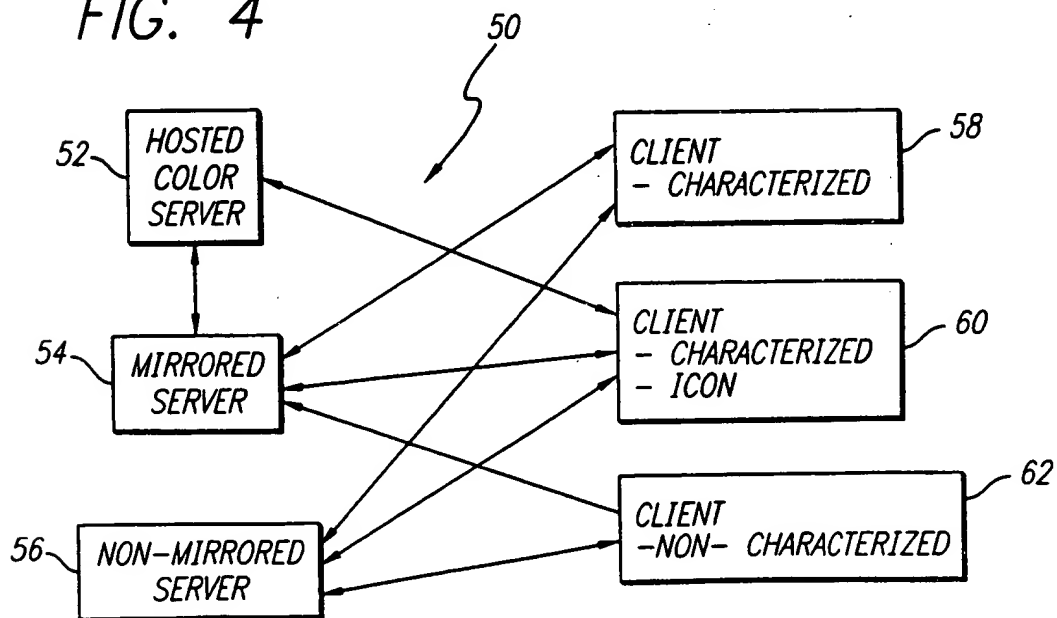 FIG. 4
50
52
HOSTED
COLOR
SERVER
CLIENT
- CHARACTERIZED
58
54
MIRRORED
SERVER
CLIENT
- CHARACTERIZED
- ICON
60
56
NON-MIRRORED
SERVER
CLIENT
-NON- CHARACTERIZED
62